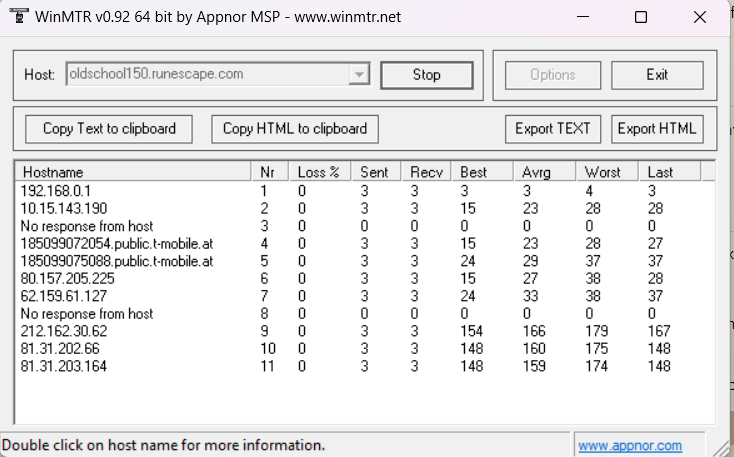 WinMTR v0.92 64 bit by Appnor MSP - www.winmtr.net
Host: oldschool150.runescape.com Stop Options Exit
Copy Text to clipboard Copy HTML to clipboard Export TEXT Export HTML
Hostname Nr Loss % Sent Recv Best Avrg Worst Last
192.168.0.1 1 0 3 3 3 3 4 3
10.15.143.190 2 0 3 3 15 23 28 28
No response from host 3 0 0 0 0 0 0 0
185099072054.public.t-mobile.at 4 0 3 3 15 23 28 27
185099075088.public.t-mobile.at 5 0 3 3 24 29 37 37
80.157.205.225 6 0 3 3 15 27 38 28
62.159.61.127 7 0 3 3 24 33 38 37
No response from host 8 0 0 0 0 0 0 0
212.162.30.62 9 0 3 3 154 166 179 167
81.31.202.66 10 0 3 3 148 160 175 148
81.31.203.164 11 0 3 3 148 159 174 148
Double click on host name for more information. www.appnor.com